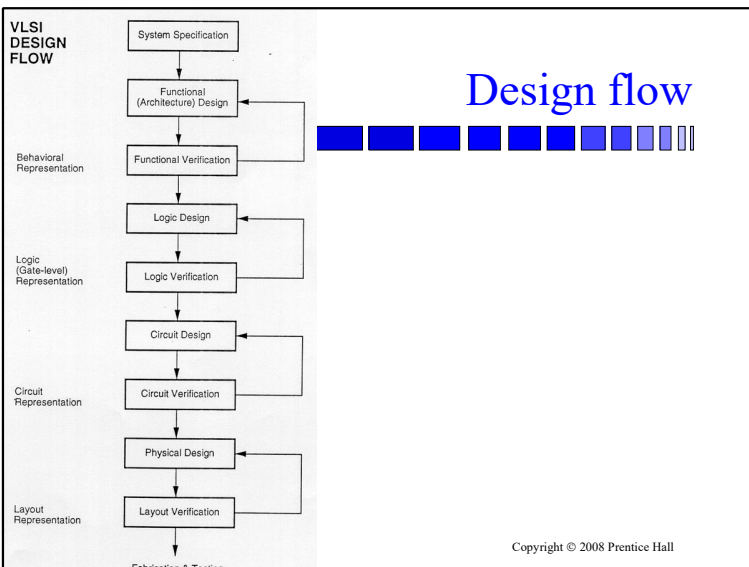 VLSI
DESIGN
FLOW
System Specification
Design flow
Functional
(Architecture) Design
Behavioral
Representation
Functional Verification
Logic Design
Logic
(Gate-level)
Representation
Logic Verification
Circuit Design
Circuit
Representation
Circuit Verification
Physical Design
Layout
Representation
Layout Verification
Fabrication & Testing
Copyright © 2008 Prentice Hall